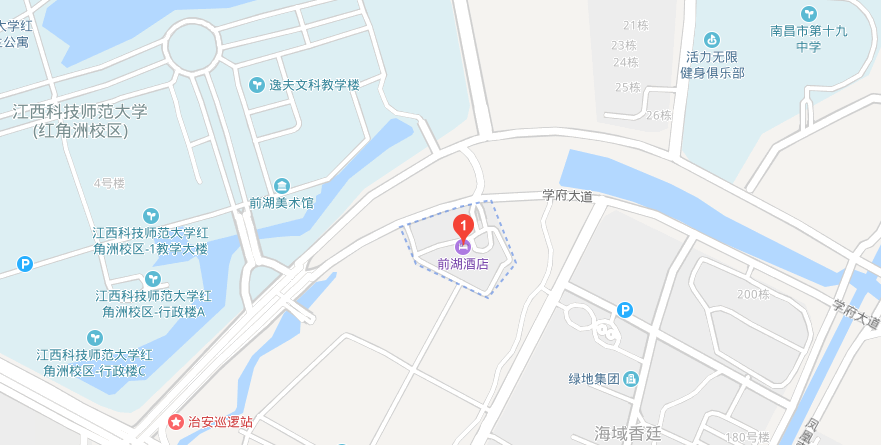 大学红
生公寓
江西科技师范大学
(红角洲校区)
逸夫文科教学楼
4号楼
前湖美术馆
江西科技师范大学红
角洲校区-1教学大楼
P
江西科技师范大学红
角洲校区-行政楼A
江西科技师范大学红
角洲校区-行政楼C
治安巡逻站
1
前湖酒店
学府大道
21栋
23栋
24栋
25栋
26栋
活力无限
健身俱乐部
南昌市第十九
中学
200栋
学府大道
P
绿地集团
海域香廷
180号楼
凤凰